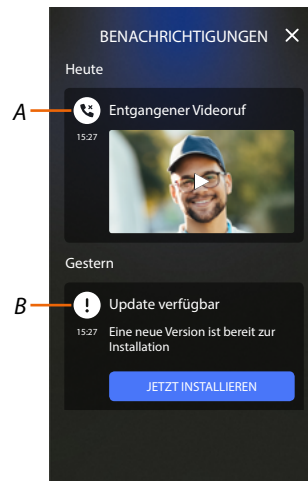 BENACHRICHTIGUNGEN
Heute
A
Entgangener Videoruf
15:27
Gestern
B
Update verfügbar
15:27
Eine neue Version ist bereit zur
Installation
JETZT INSTALLIEREN